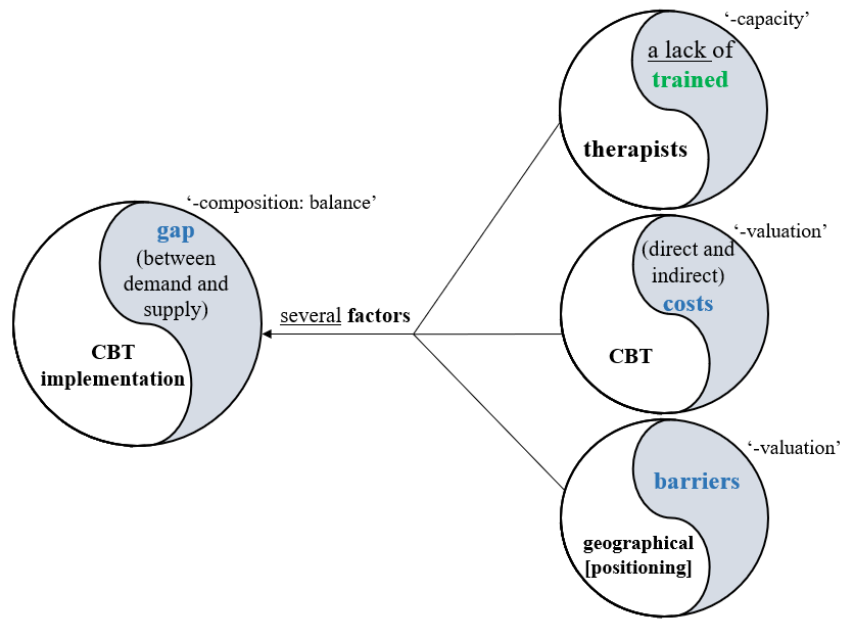 ‘-composition: balance’
gap
(between
demand and
supply)
CBT
implementation
several factors
‘-capacity’
a lack of
trained
therapists
‘-valuation’
(direct and
indirect)
costs
CBT
‘-valuation’
barriers
geographical
[positioning]